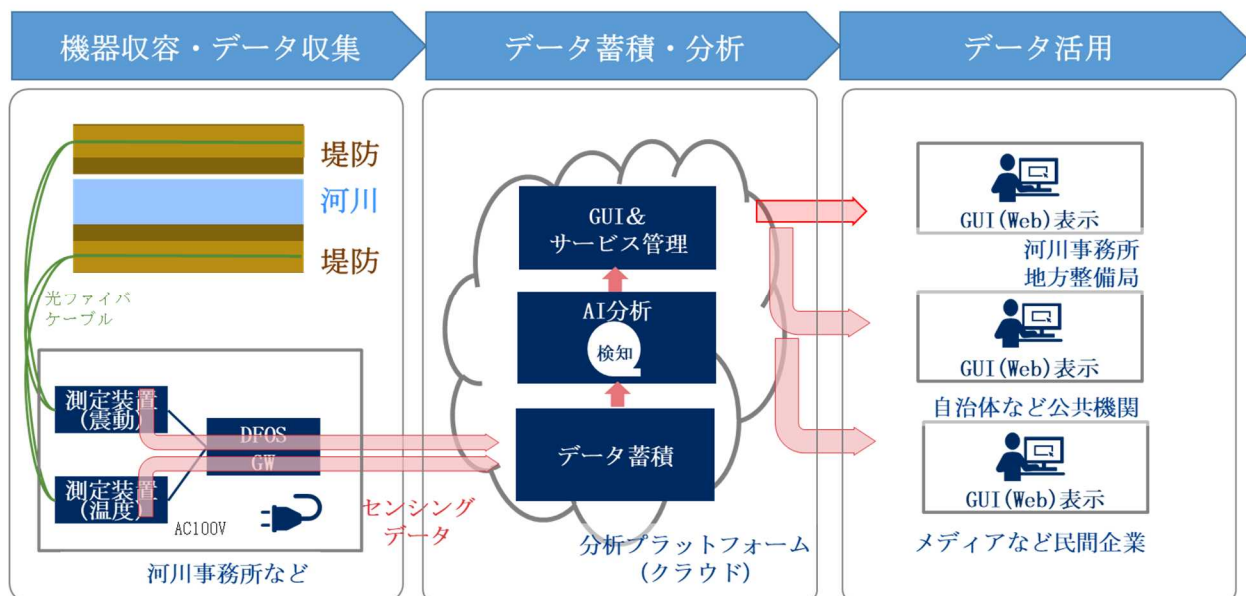 機器収容・データ収集
データ蓄積・分析
データ活用
堤防
河川
堤防
光ファイバ
ケーブル
測定装置
(震動)
DFOS
GW
測定装置
(温度)
AC100V
河川事務所など
センシング
データ
GUI&
サービス管理
AI分析
検知
データ蓄積
分析プラットフォーム
(クラウド)
GUI(Web)表示
河川事務所
地方整備局
GUI(Web)表示
自治体など公共機関
GUI(Web)表示
メディアなど民間企業